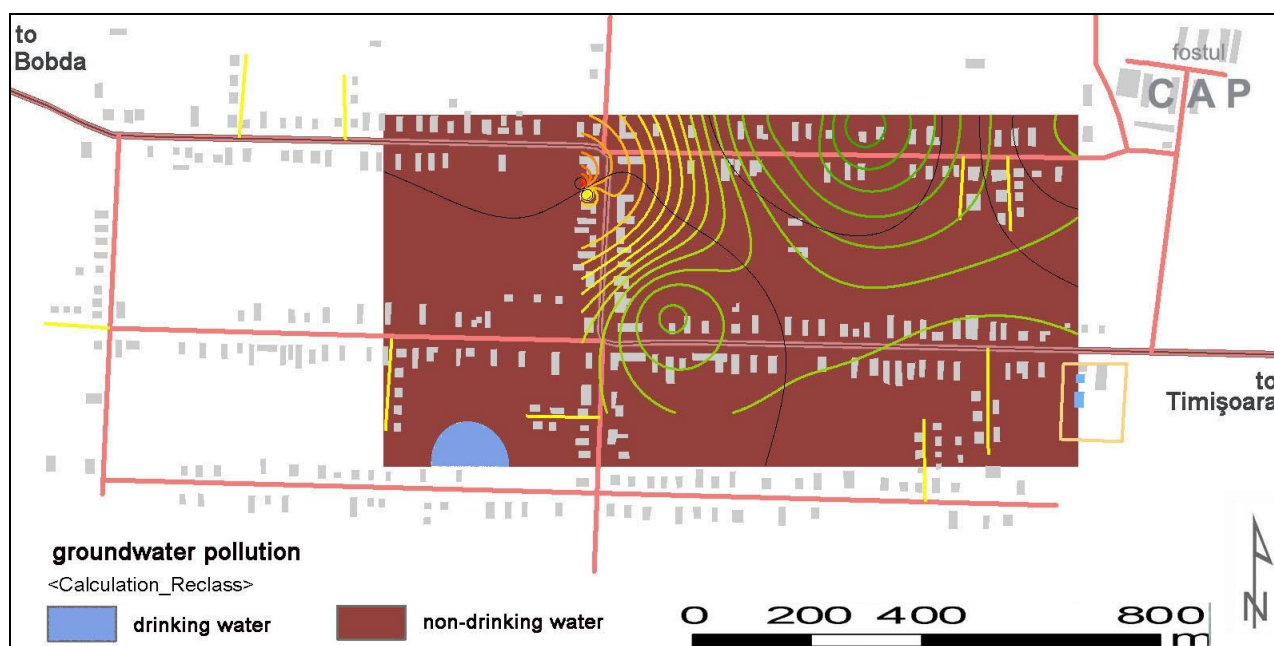 to
Bobda
fostul
CAP
to
Timişoara
groundwater pollution
<Calculation_Reclass>
drinking water
non-drinking water
0 200 400 800
m
N